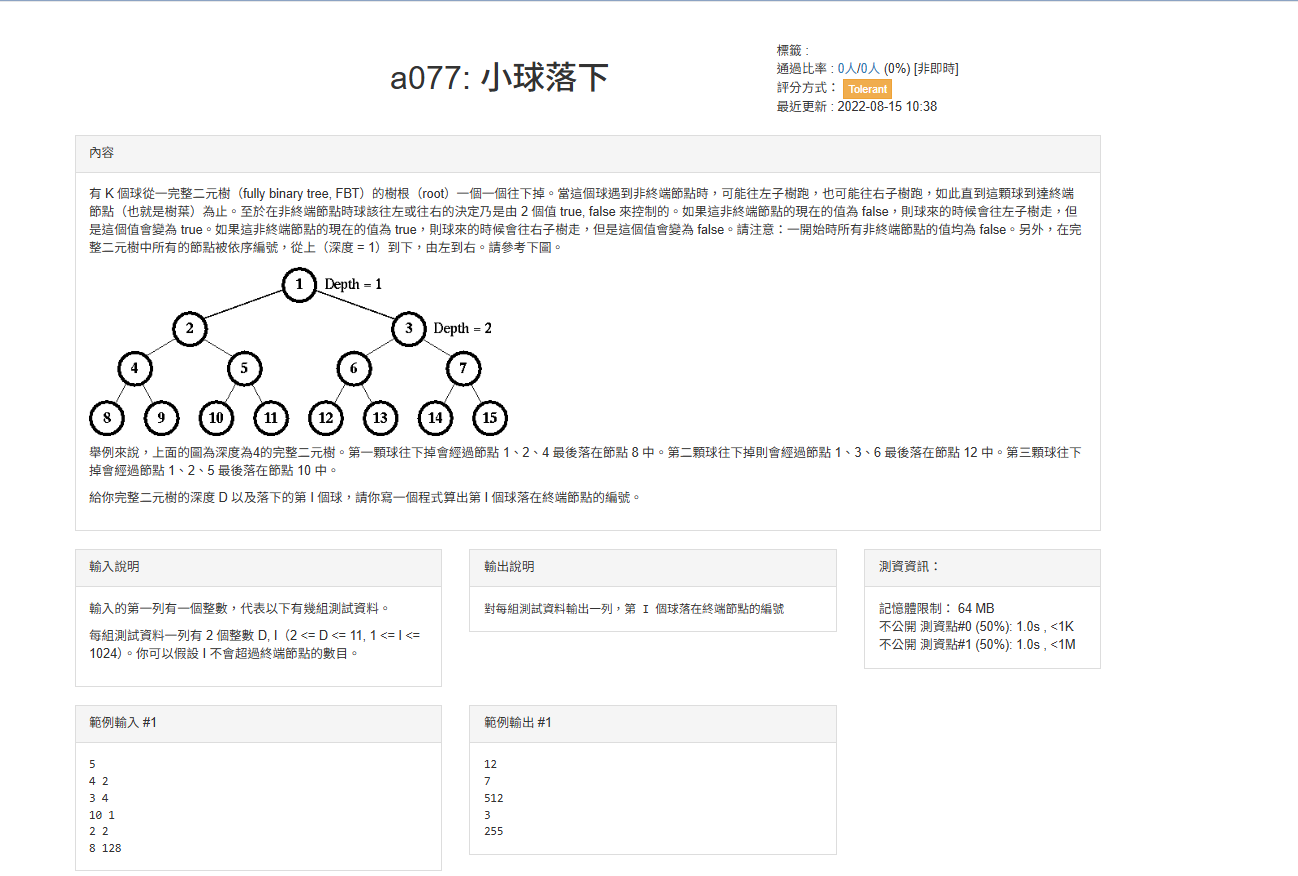 a077: 小球落下
標籤 :
通過比率 : 0人/0人 (0%) [非即時]
評分方式： Tolerant
最近更新 : 2022-08-15 10:38
內容
有 K 個球從一完整二元樹（fully binary tree, FBT）的樹根（root）一個一個往下掉。當這個球遇到非終端節點時，可能往左子樹跑，也可能往右子樹跑，如此直到這顆球到達終端
節點（也就是樹葉）為止。至於在非終端節點時球該往左或往右的決定乃是由 2 個值 true, false 來控制的。如果這非終端節點的現在的值為 false，則球來的時候會往左子樹走，但
是這個值會變為 true。如果這非終端節點的現在的值為 true，則球來的時候會往右子樹走，但是這個值會變為 false。請注意：一開始時所有非終端節點的值均為 false。另外，在完
整二元樹中所有的節點被依序編號，從上（深度 = 1）到下，由左到右。請參考下圖。
1 Depth = 1
2 3 Depth = 2
4 5 6 7
8 9 10 11 12 13 14 15
舉例來說，上面的圖為深度為4的完整二元樹。第一顆球往下掉會經過節點 1、2、4 最後落在節點 8 中。第二顆球往下掉則會經過節點 1、3、6 最後落在節點 12 中。第三顆球往下
掉會經過節點 1、2、5 最後落在節點 10 中。
給你完整二元樹的深度 D 以及落下的第 I 個球，請你寫一個程式算出第 I 個球落在終端節點的編號。
輸入說明
輸入的第一列有一個整數，代表以下有幾組測試資料。
每組測試資料一列有 2 個整數 D, I（2 <= D <= 11, 1 <= I <=
1024）。你可以假設 I 不會超過終端節點的數目。
輸出說明
對每組測試資料輸出一列，第 I 個球落在終端節點的編號
測資資訊：
記憶體限制： 64 MB
不公開 測資點#0 (50%): 1.0s , <1K
不公開 測資點#1 (50%): 1.0s , <1M
範例輸入 #1
5
4 2
3 4
10 1
2 2
8 128
範例輸出 #1
12
7
512
3
255